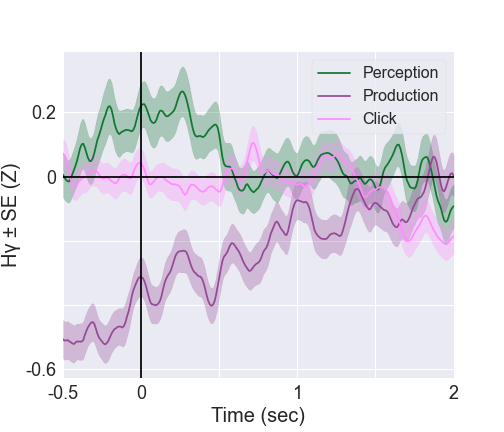 Perception
Production
Click
0.2
0
-0.6
Hγ ± SE (Z)
-0.5
0
1
2
Time (sec)